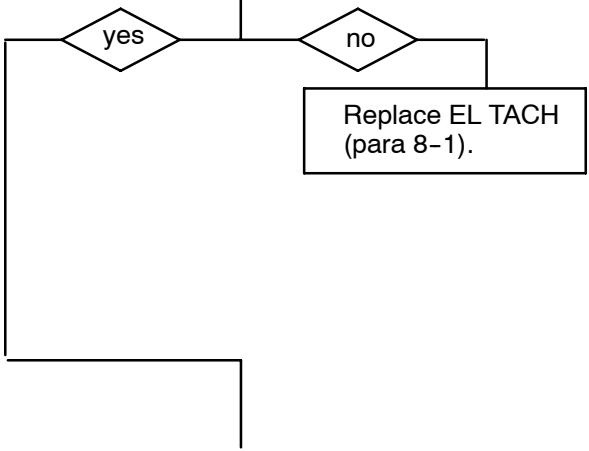 yes
no
Replace EL TACH
(para 8-1).